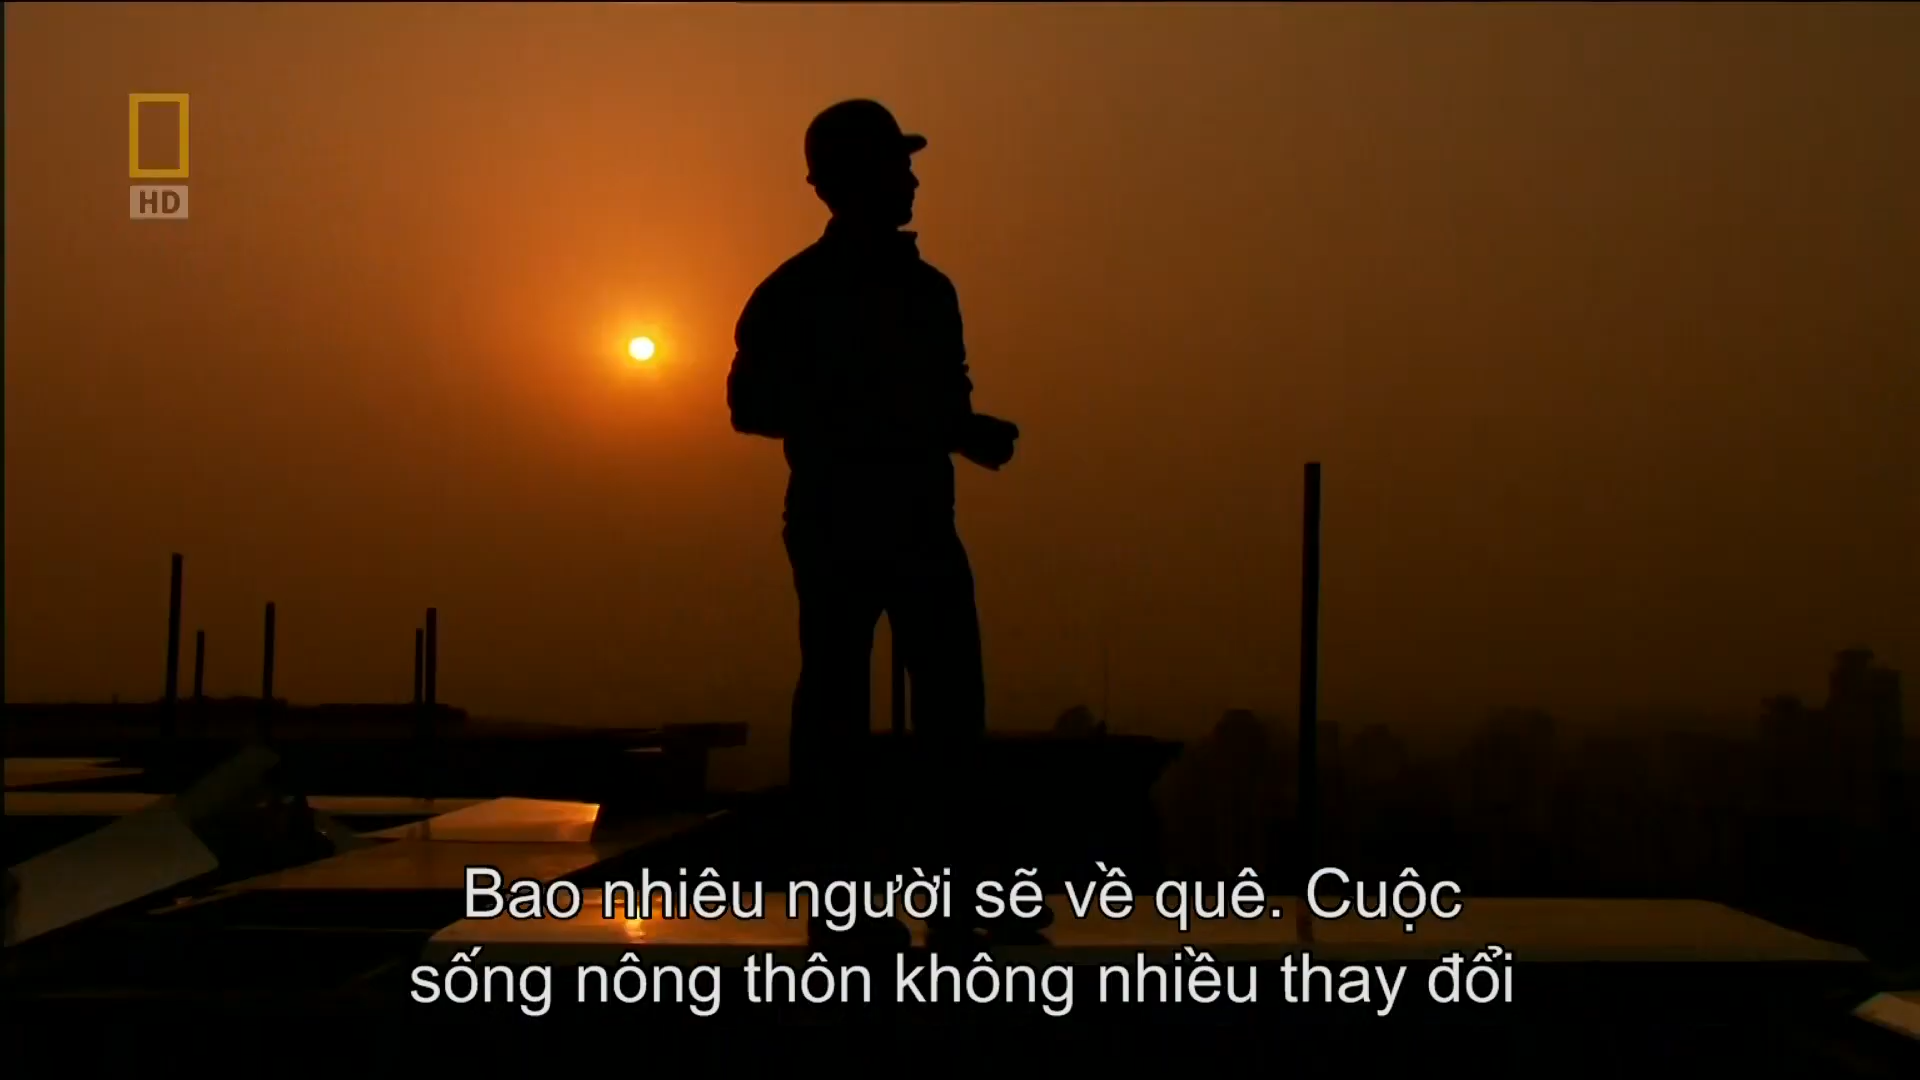 HD
Bao nhiêu người sẽ về quê. Cuộc
sống nông thôn không nhiều thay đổi